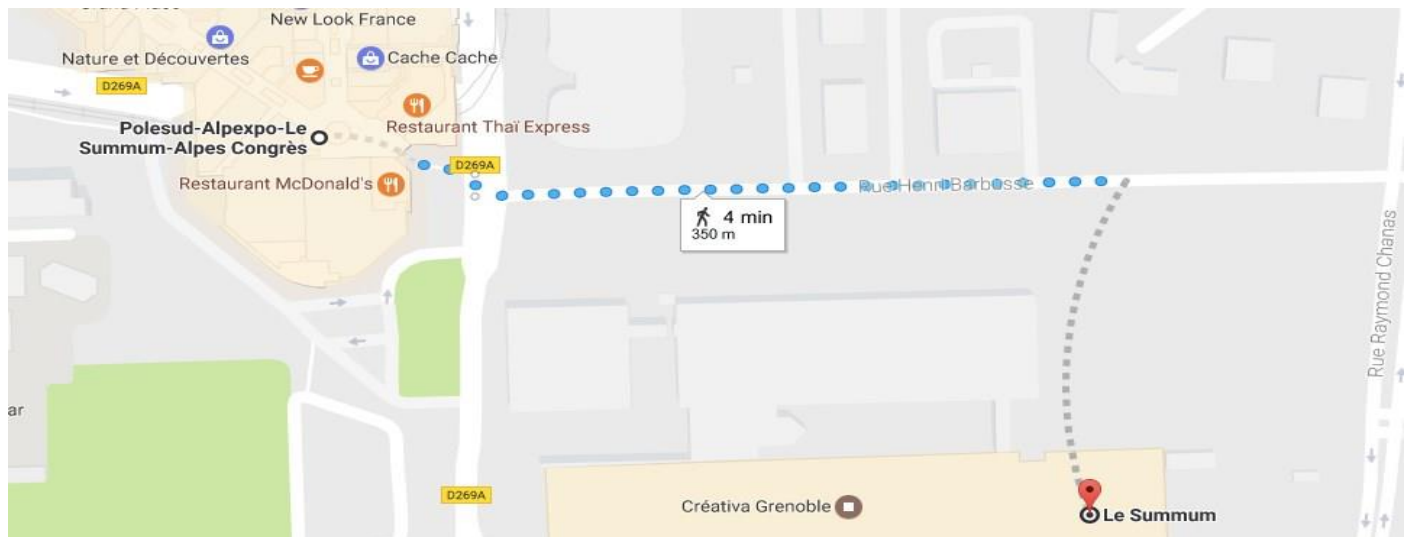 New Look France
Nature et Découvertes
Cache Cache
D269A
Polesud-Alpexpo-Le
Summum-Alpes Congrès
Restaurant Thaï Express
D269A
Restaurant McDonald's
Rue Henri Barbusse
4 min
350 m
Rue Raymond Chanas
ar
D269A
Créativa Grenoble
Le Summum